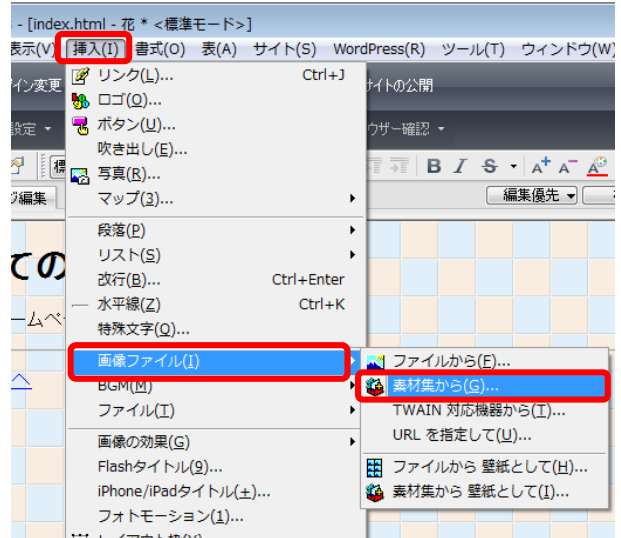 - [index.html - 花 * <標準モード>]
表示(V) 挿入(I) 書式(O) 表(A) サイト(S) WordPress(R) ツール(T) ウィンドウ(W)
リンク(L)... Ctrl+J
ロゴ(O)...
ボタン(U)...
吹き出し(E)...
写真(R)...
マップ(3)...
段落(P)
リスト(S)
改行(B)... Ctrl+Enter
水平線(Z) Ctrl+K
特殊文字(Q)...
画像ファイル(I)
BGM(M)
ファイル(T)
画像の効果(G)
Flashタイトル(9)...
iPhone/iPadタイトル(+)...
フォトモーション(1)...
ファイルから(F)...
素材集から(G)...
TWAIN 対応機器から(T)...
URL を指定して(U)...
ファイルから 壁紙として(H)...
素材集から 壁紙として(I)...
イン変更
サイトの公開
設定
ウザー確認
標
B I S A+ A- A
ジ編集
編集優先
ての
ームペ
へ